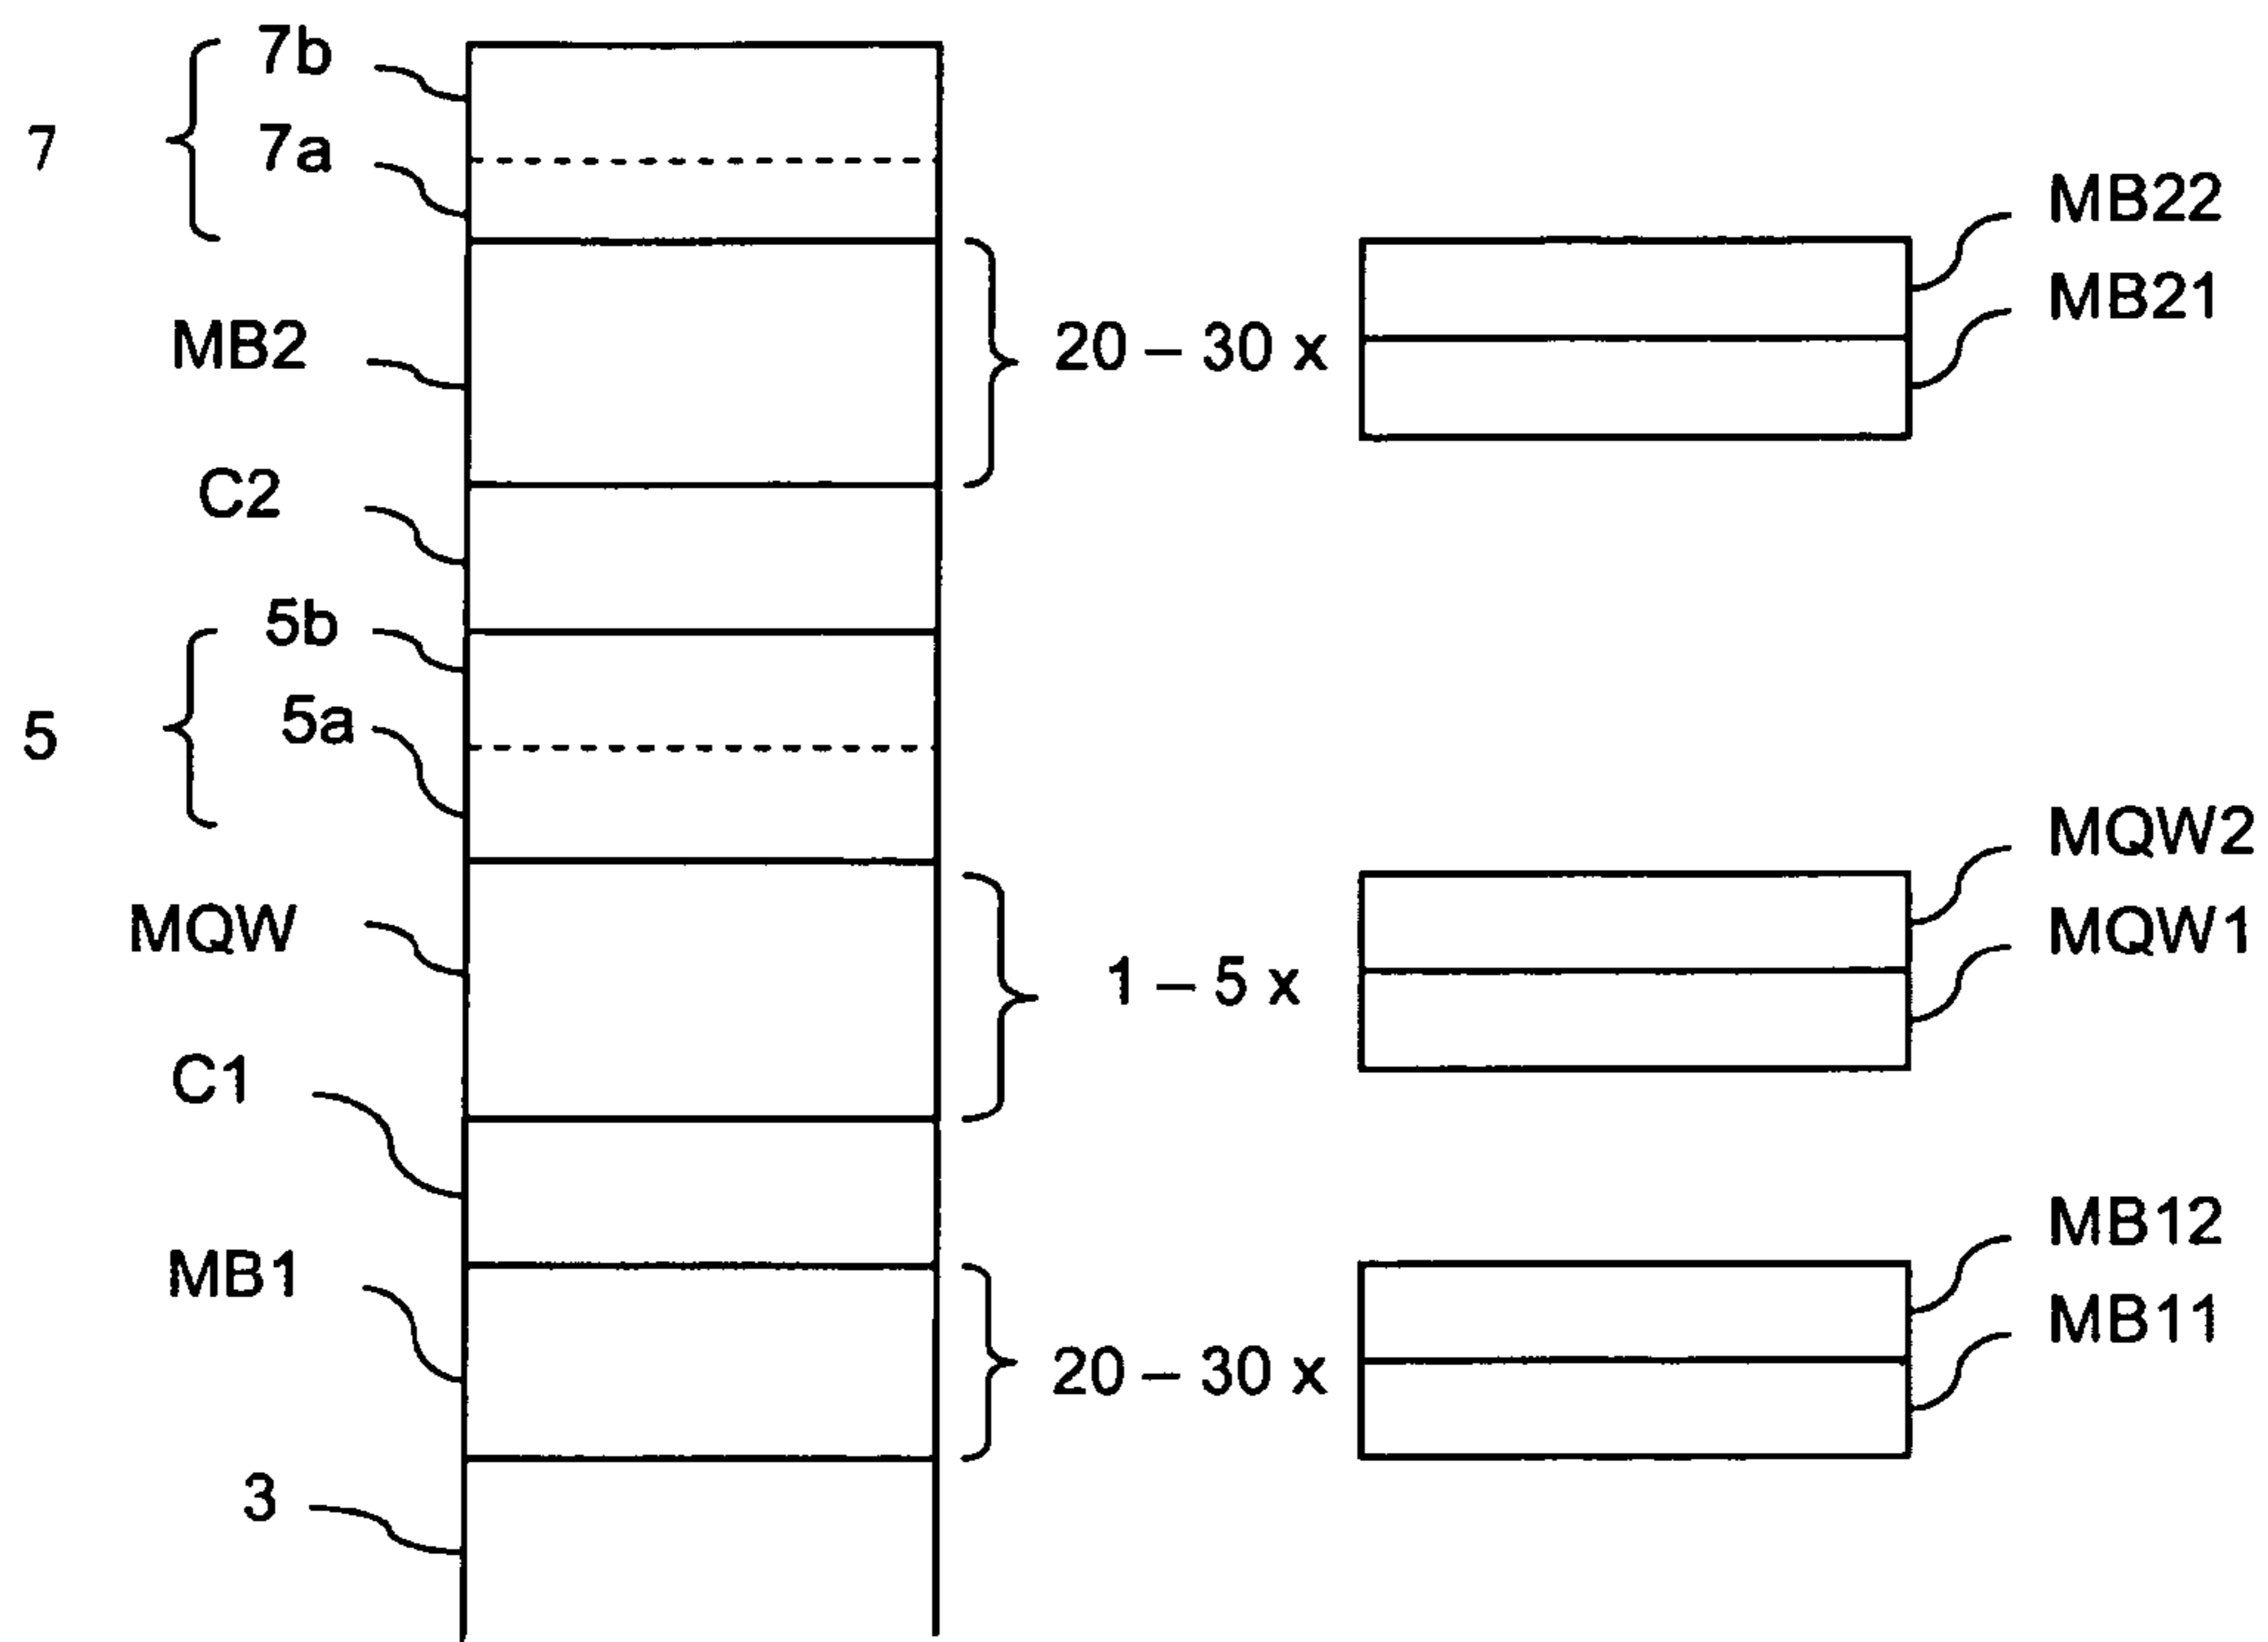 7b
7
7a
MB22
MB21
MB2
20 – 30 x
C2
5b
5a
5
MQW2
MQW1
MQW
1 – 5 x
C1
MB12
MB11
MB1
20 – 30 x
3